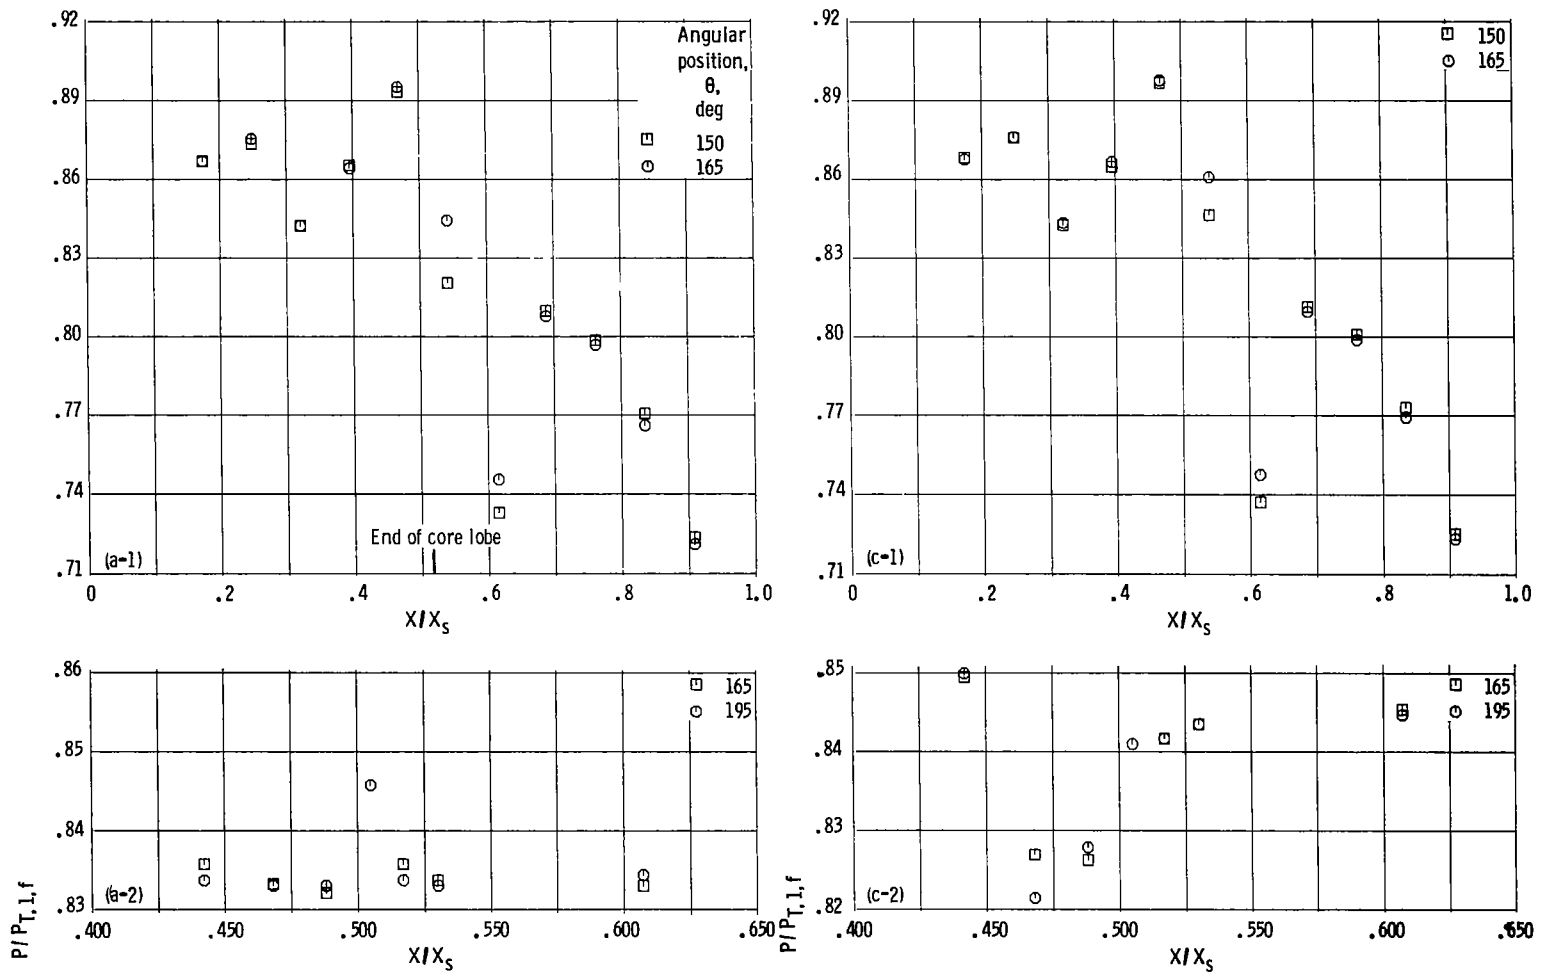 .92
.89
.86
.83
.80
.77
.74
.71
Angular
position,
θ,
deg
150
165
End of core lobe
(a-1)
0 .2 .4 .6 .8 1.0
X/Xs
.92
.89
.86
.83
.80
.77
.74
.71
150
165
(c-1)
0 .2 .4 .6 .8 1.0
X/Xs
.86
.85
.84
.83
165
195
(a-2)
.400 .450 .500 .550 .600 .650
X/Xs
P/PT,1,f
.85
.84
.83
.82
165
195
(c-2)
.400 .450 .500 .550 .600 .650
X/Xs
P/PT,1,f